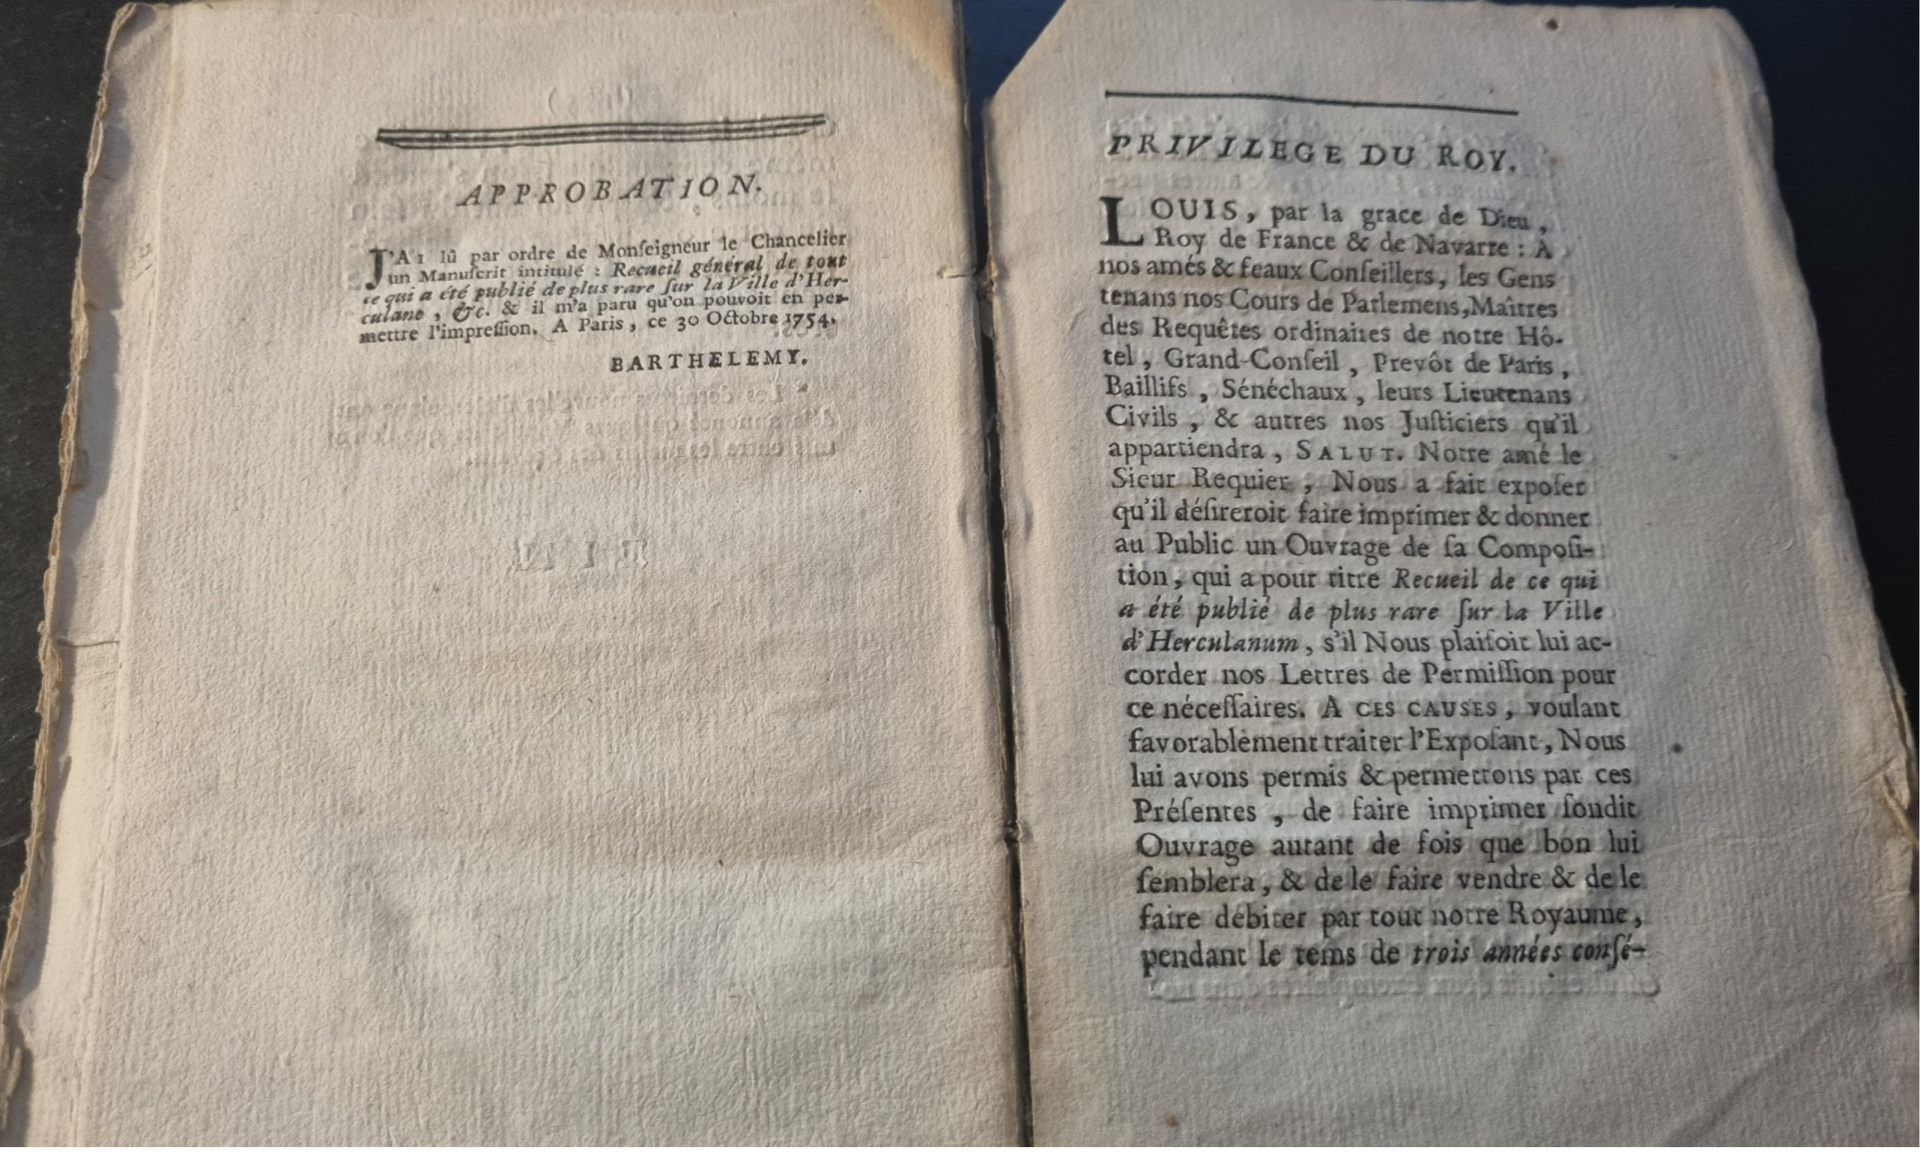 APPROBATION.
J'AI lû par ordre de Monſeigneur le Chancelier
un Manuſcrit intitulé : Recueil général de tout
ce qui a été publié de plus rare ſur la Ville d'Her-
culane, &c. & il m'a paru qu'on pouvoit en per-
mettre l'impreſſion. A Paris, ce 30 Octobre 1754.
BARTHELEMY.
PRIVILEGE DU ROY.
LOUIS, par la grace de Dieu,
Roy de France & de Navarre : A
nos amés & feaux Conſeillers, les Gens
tenans nos Cours de Parlemens, Maîtres
des Requêtes ordinaires de notre Hô-
tel, Grand-Conſeil, Prevôt de Paris,
Baillifs, Sénéchaux, leurs Lieutenans
Civils, & autres nos Juſticiers qu'il
appartiendra, SALUT. Notre amé le
Sieur Requier, Nous a fait expoſer
qu'il déſireroit faire imprimer & donner
au Public un Ouvrage de ſa Compoſi-
tion, qui a pour titre Recueil de ce qui
a été publié de plus rare ſur la Ville
d'Herculanum, s'il Nous plaiſoit lui ac-
corder nos Lettres de Permiſſion pour
ce néceſſaires. A CES CAUSES, voulant
favorablement traiter l'Expoſant, Nous
lui avons permis & permettons par ces
Préſentes, de faire imprimer ſondit
Ouvrage autant de fois que bon lui
ſemblera, & de le faire vendre & de le
faire débiter par tout notre Royaume,
pendant le tems de trois années conſé-